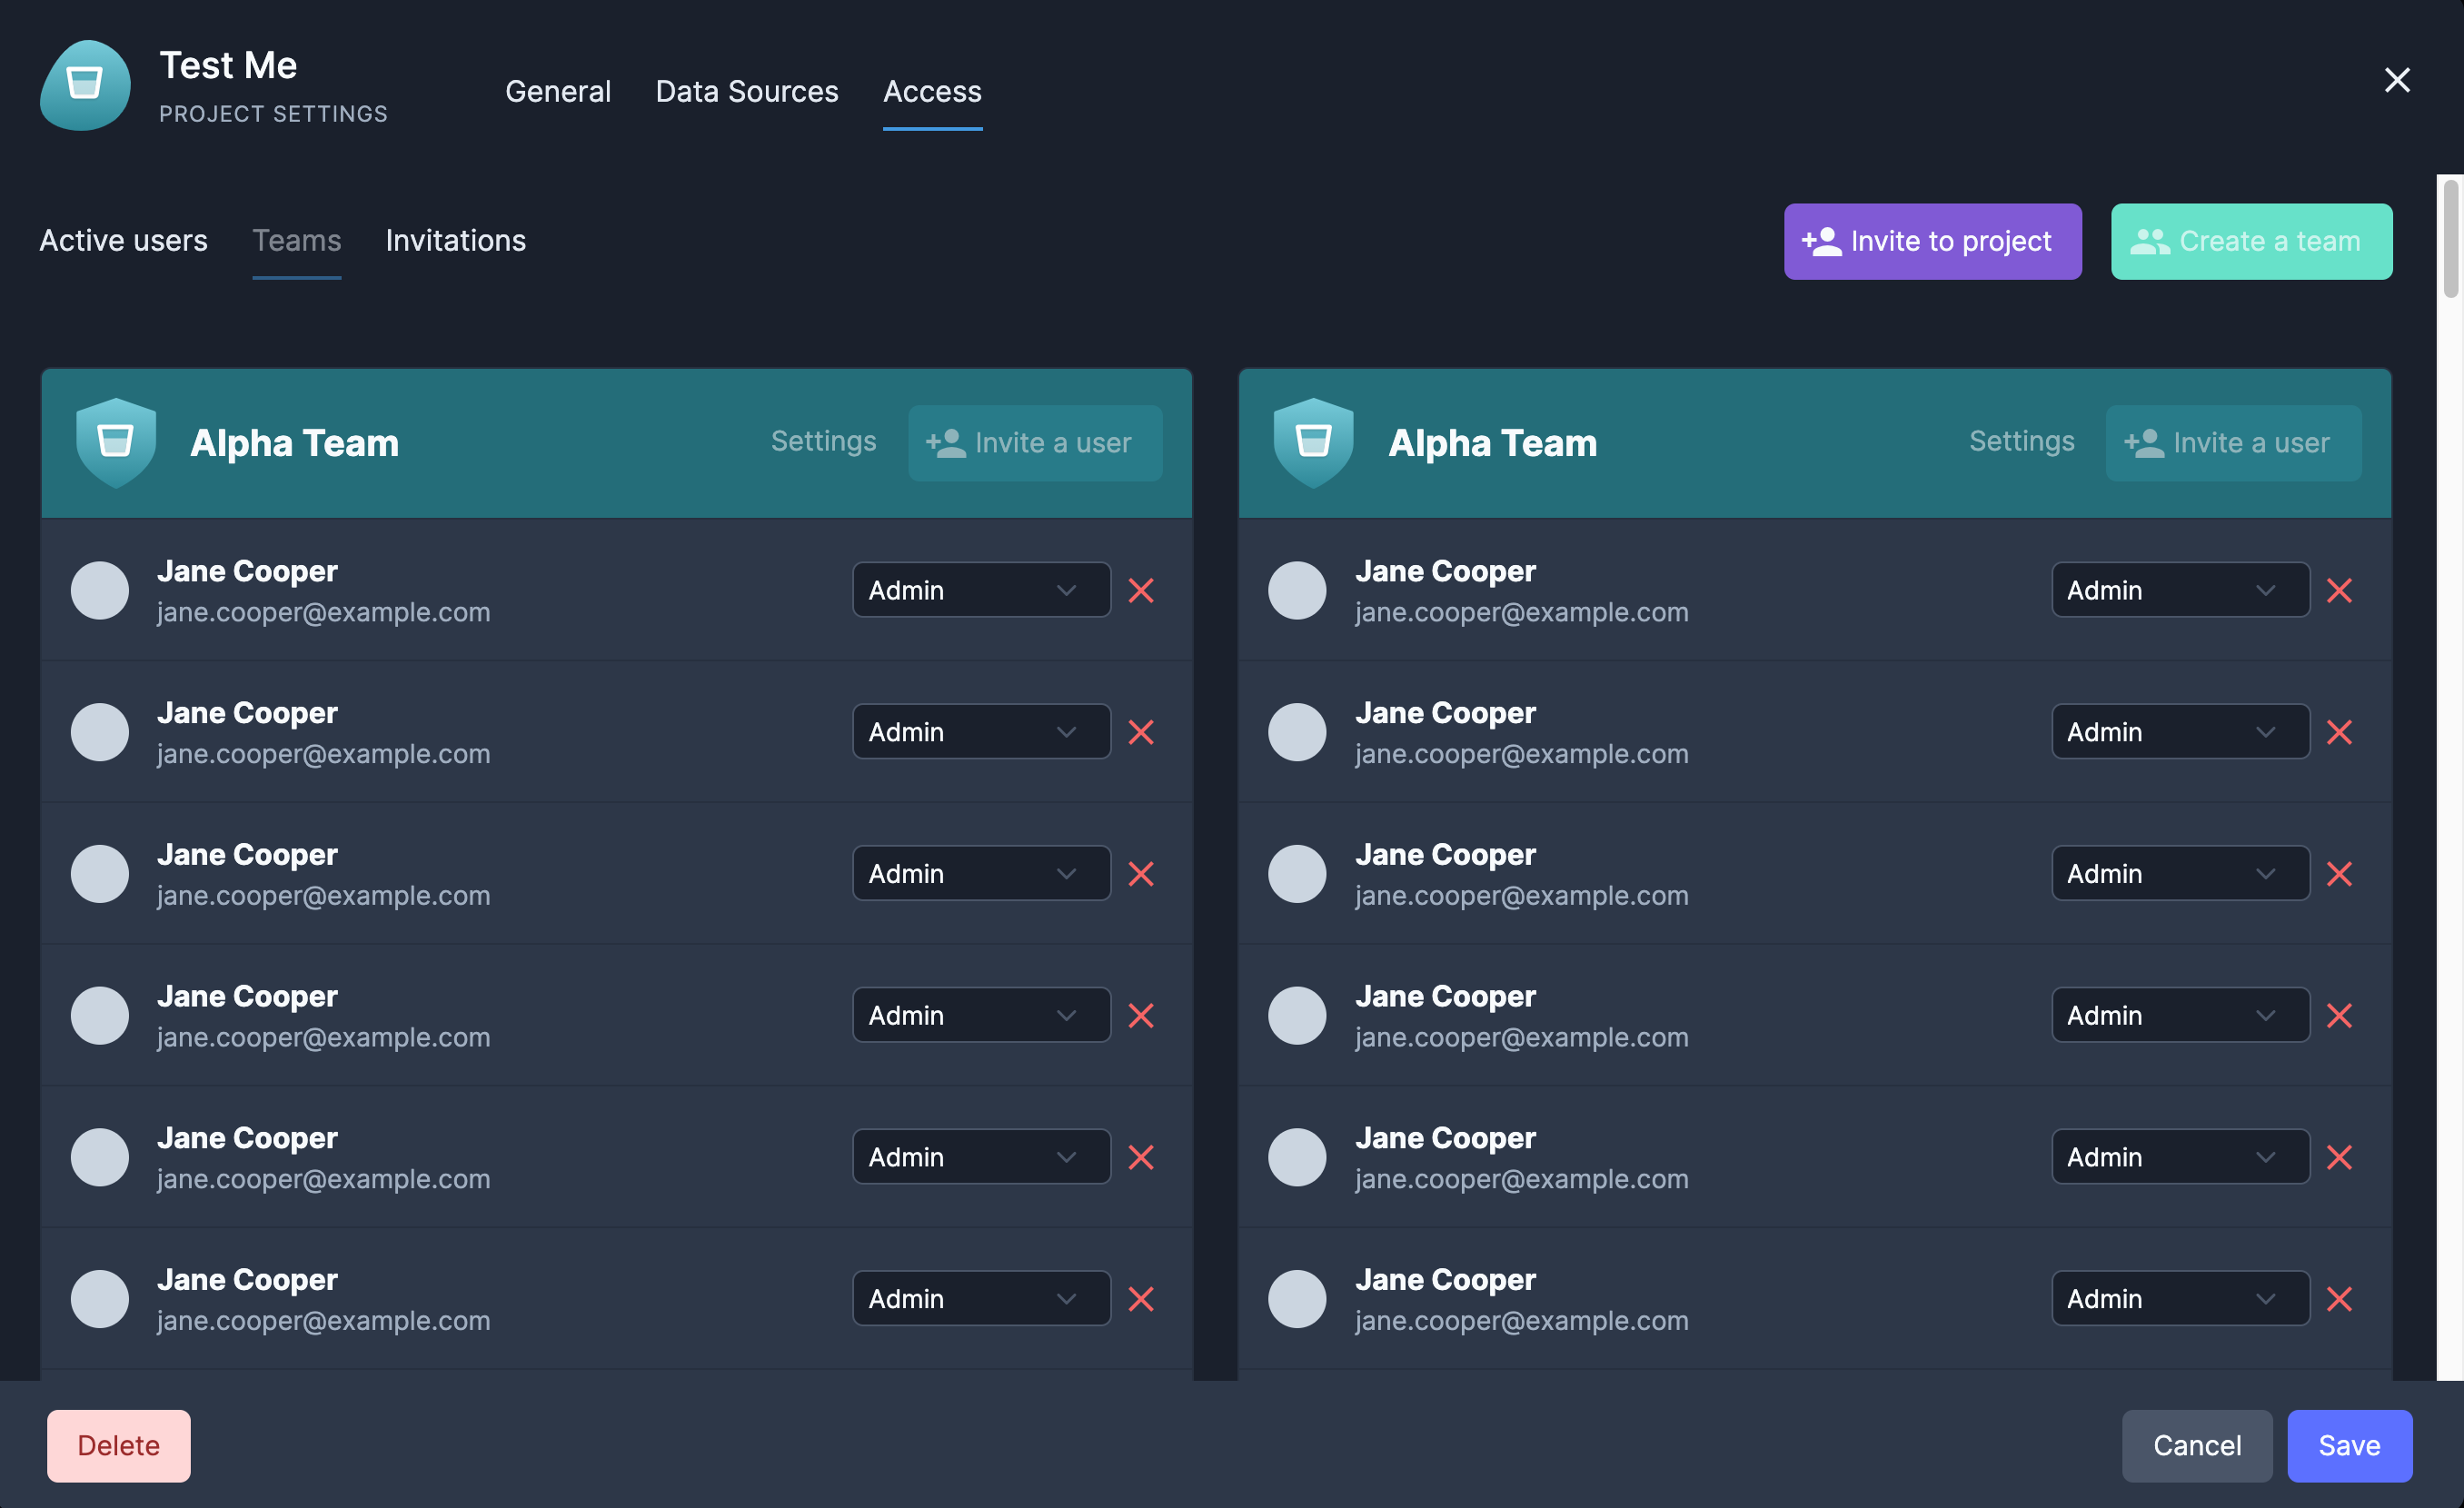 Test Me
PROJECT SETTINGS
General Data Sources Access
Active users Teams Invitations
Invite to project Create a team
Alpha Team Settings Invite a user
Jane Cooper
jane.cooper@example.com
Admin
Jane Cooper
jane.cooper@example.com
Admin
Jane Cooper
jane.cooper@example.com
Admin
Jane Cooper
jane.cooper@example.com
Admin
Jane Cooper
jane.cooper@example.com
Admin
Jane Cooper
jane.cooper@example.com
Admin
Alpha Team Settings Invite a user
Jane Cooper
jane.cooper@example.com
Admin
Jane Cooper
jane.cooper@example.com
Admin
Jane Cooper
jane.cooper@example.com
Admin
Jane Cooper
jane.cooper@example.com
Admin
Jane Cooper
jane.cooper@example.com
Admin
Jane Cooper
jane.cooper@example.com
Admin
Delete Cancel Save